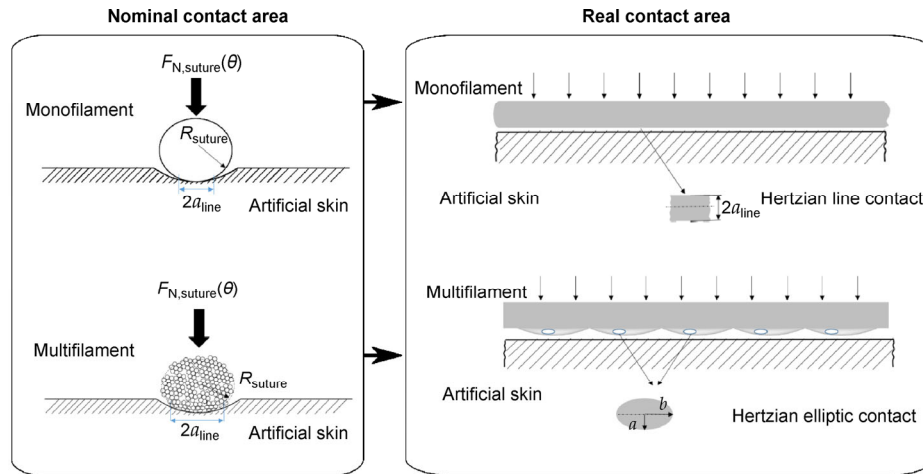 Nominal contact area
F_N,suture(θ)
Monofilament
R_suture
2a_line
Artificial skin
F_N,suture(θ)
Multifilament
R_suture
2a_line
Artificial skin
Real contact area
Monofilament
Artificial skin
2a_line
Hertzian line contact
Multifilament
Artificial skin
b
a
Hertzian elliptic contact